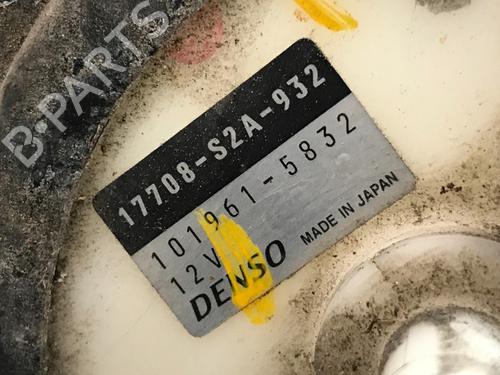 B-PARTS
17708-S2A-932
101961-5832
12V
DENSO MADE IN JAPAN